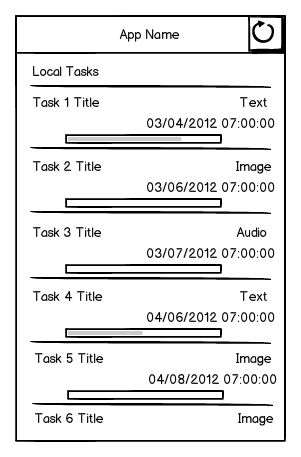 App Name
Local Tasks
Task 1 Title Text
03/04/2012 07:00:00
Task 2 Title Image
03/06/2012 07:00:00
Task 3 Title Audio
03/07/2012 07:00:00
Task 4 Title Text
04/06/2012 07:00:00
Task 5 Title Image
04/08/2012 07:00:00
Task 6 Title Image